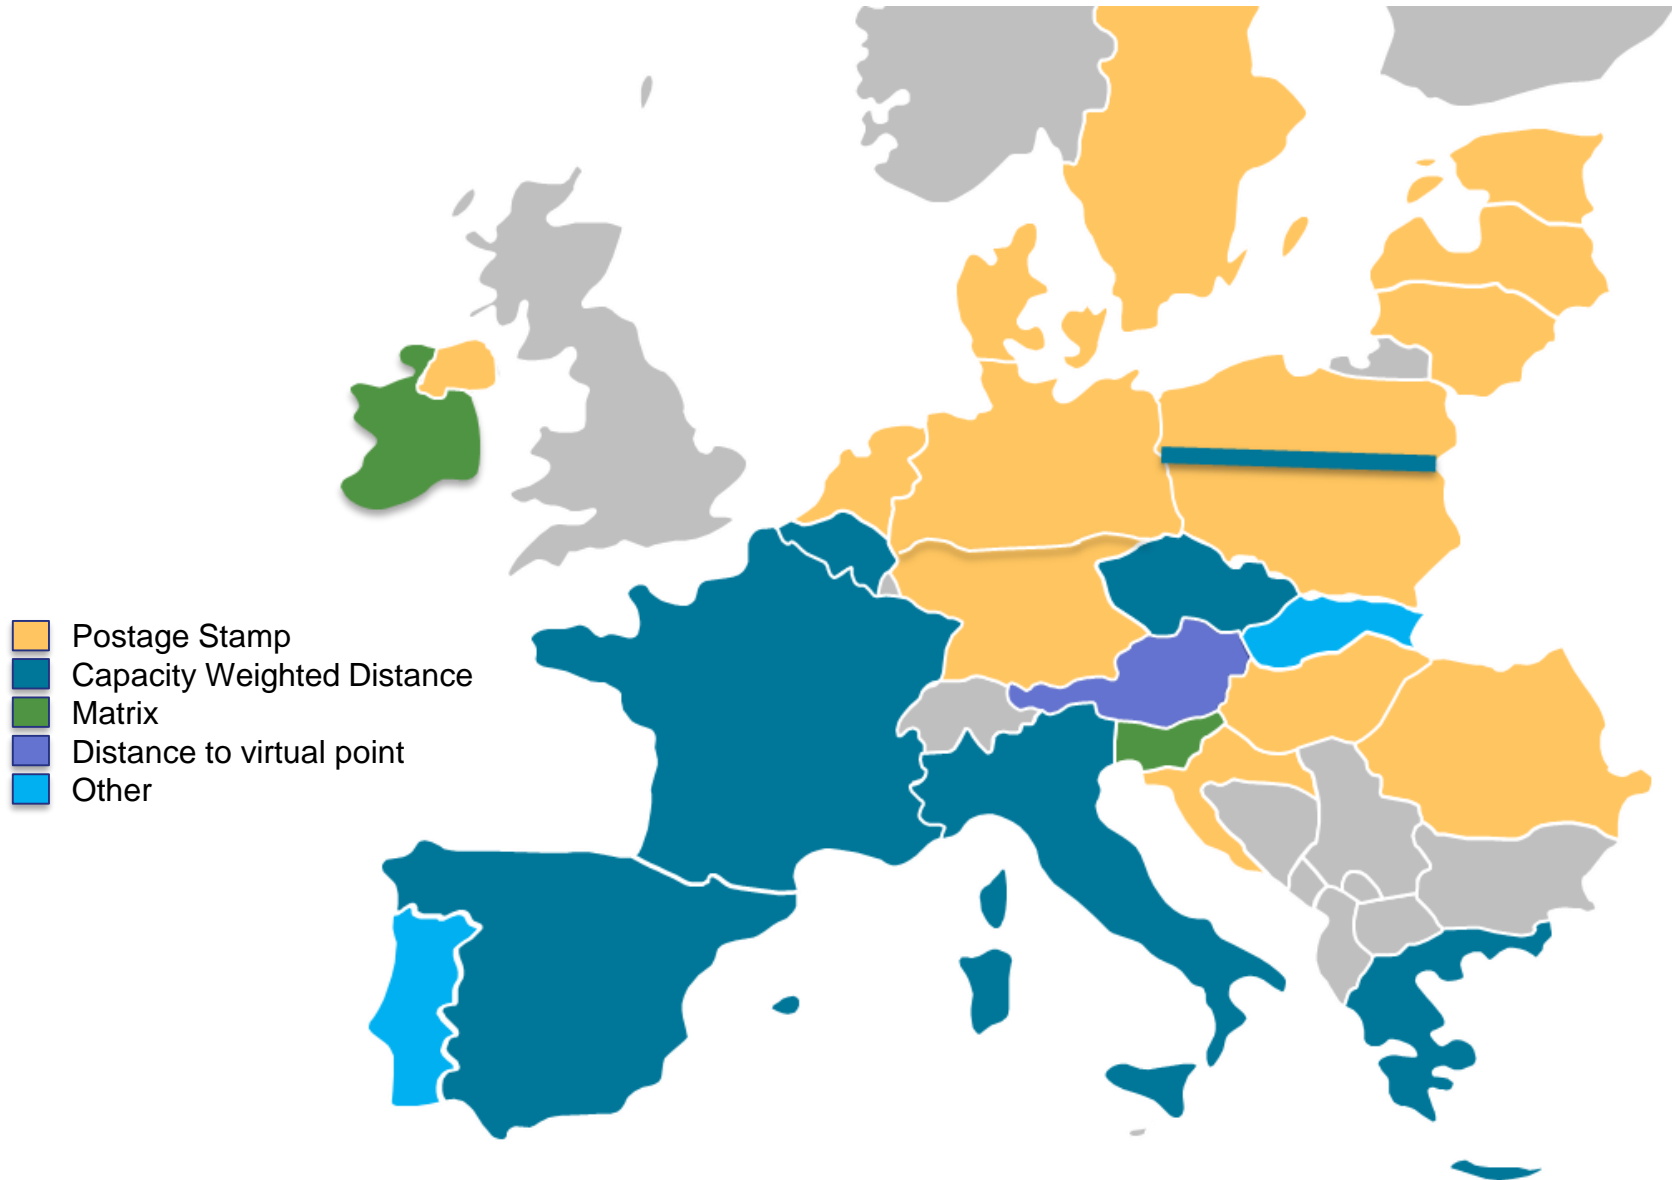 Postage Stamp
Capacity Weighted Distance
Matrix
Distance to virtual point
Other